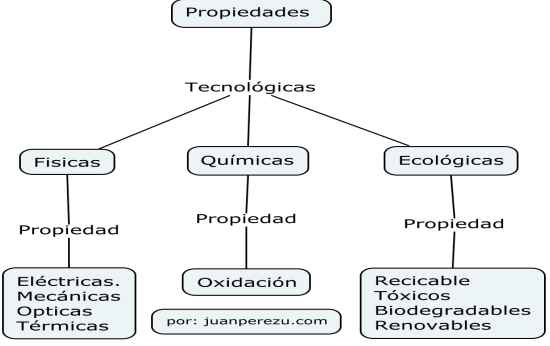 Propiedades
Tecnológicas
Fisicas
Químicas
Ecológicas
Propiedad
Propiedad
Propiedad
Eléctricas.
Mecánicas
Opticas
Térmicas
Oxidación
Recicable
Tóxicos
Biodegradables
Renovables
por: juanperezu.com